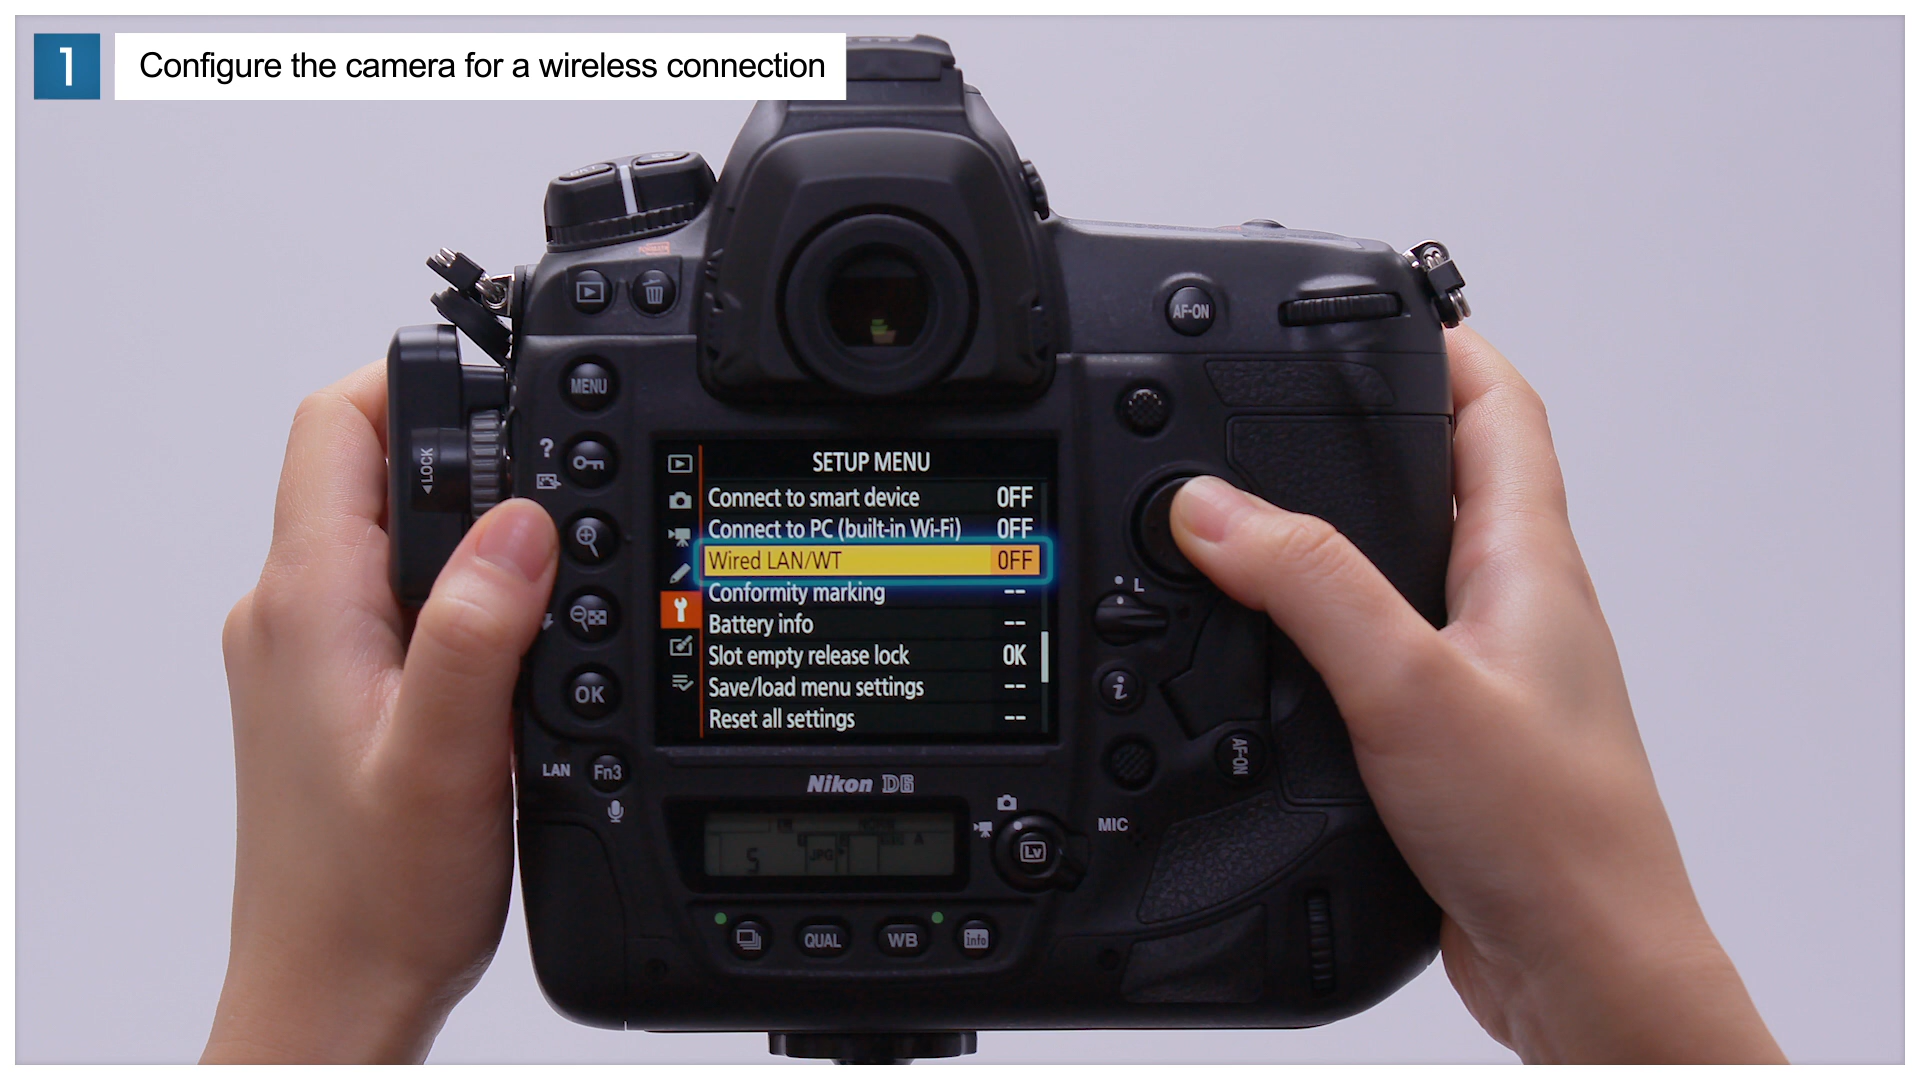 1
Configure the camera for a wireless connection
AF-ON
MENU
?
LOCK
SETUP MENU
Connect to smart device OFF
Connect to PC (built-in Wi-Fi) OFF
Wired LAN/WT OFF
Conformity marking --
Battery info --
Slot empty release lock OK
Save/load menu settings --
Reset all settings --
L
i
OK
AF-ON
LAN Fn3
Nikon D6
MIC
Lv
5
JPG
QUAL
WB
info